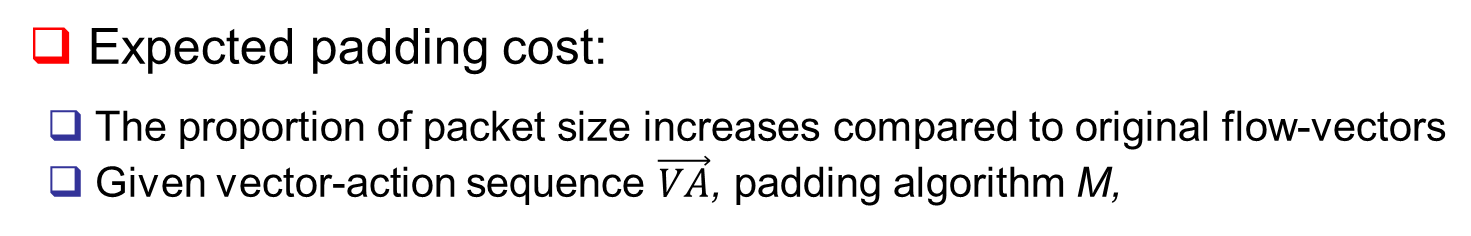 Expected padding cost:
The proportion of packet size increases compared to original flow-vectors
Given vector-action sequence $\overrightarrow{VA}$, padding algorithm M,